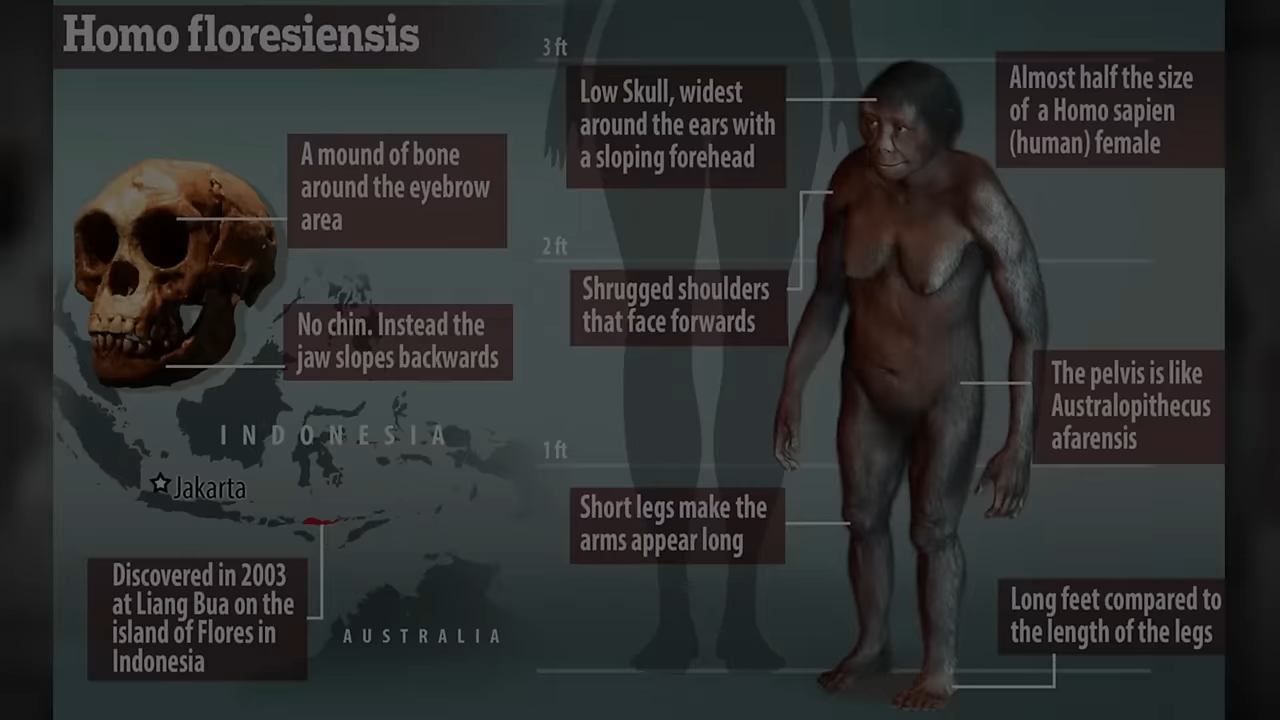 Homo floresiensis
A mound of bone
around the eyebrow
area
No chin. Instead the
jaw slopes backwards
INDONESIA
Jakarta
Discovered in 2003
at Liang Bua on the
island of Flores in
Indonesia
AUSTRALIA
3 ft
Low Skull, widest
around the ears with
a sloping forehead
2 ft
Shrugged shoulders
that face forwards
1 ft
Short legs make the
arms appear long
Almost half the size
of a Homo sapien
(human) female
The pelvis is like
Australopithecus
afarensis
Long feet compared to
the length of the legs